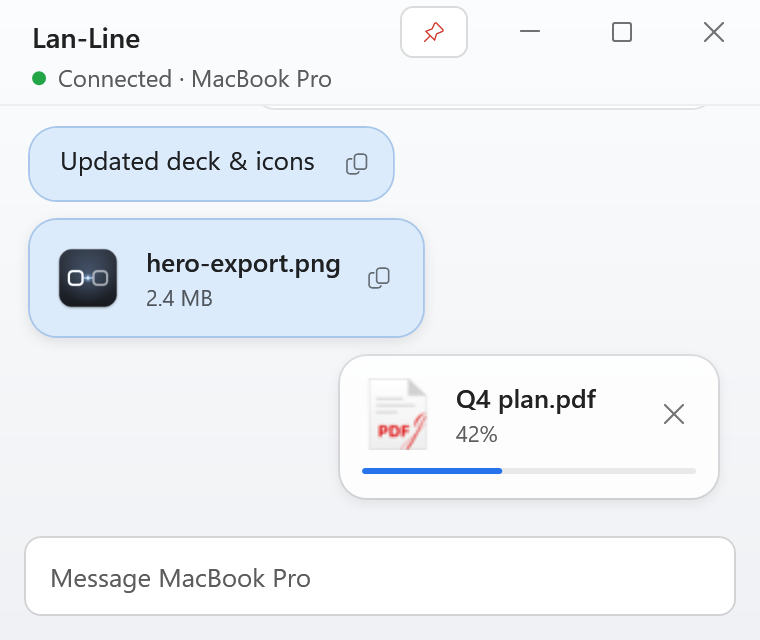 Lan-Line
Connected · MacBook Pro
Updated deck & icons
hero-export.png
2.4 MB
PDF
Q4 plan.pdf
42%
Message MacBook Pro